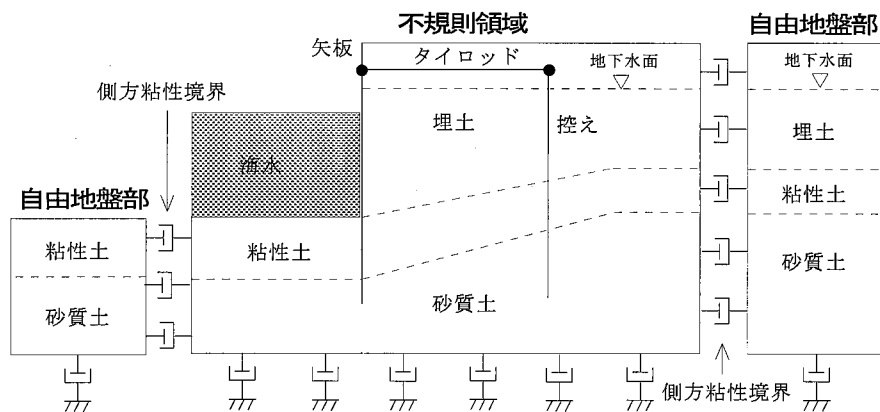 不規則領域
自由地盤部
矢板
タイロッド
地下水面
地下水面
側方粘性境界
埋土
控え
埋土
海水
自由地盤部
粘性土
粘性土
粘性土
砂質土
砂質土
砂質土
側方粘性境界